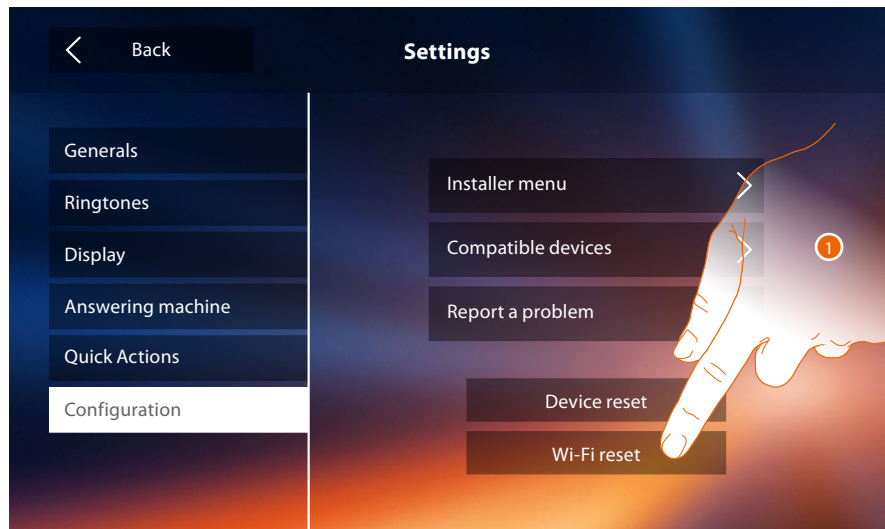 Back
Settings
Generals
Ringtones
Display
Answering machine
Quick Actions
Configuration
Installer menu
Compatible devices
Report a problem
Device reset
Wi-Fi reset
1